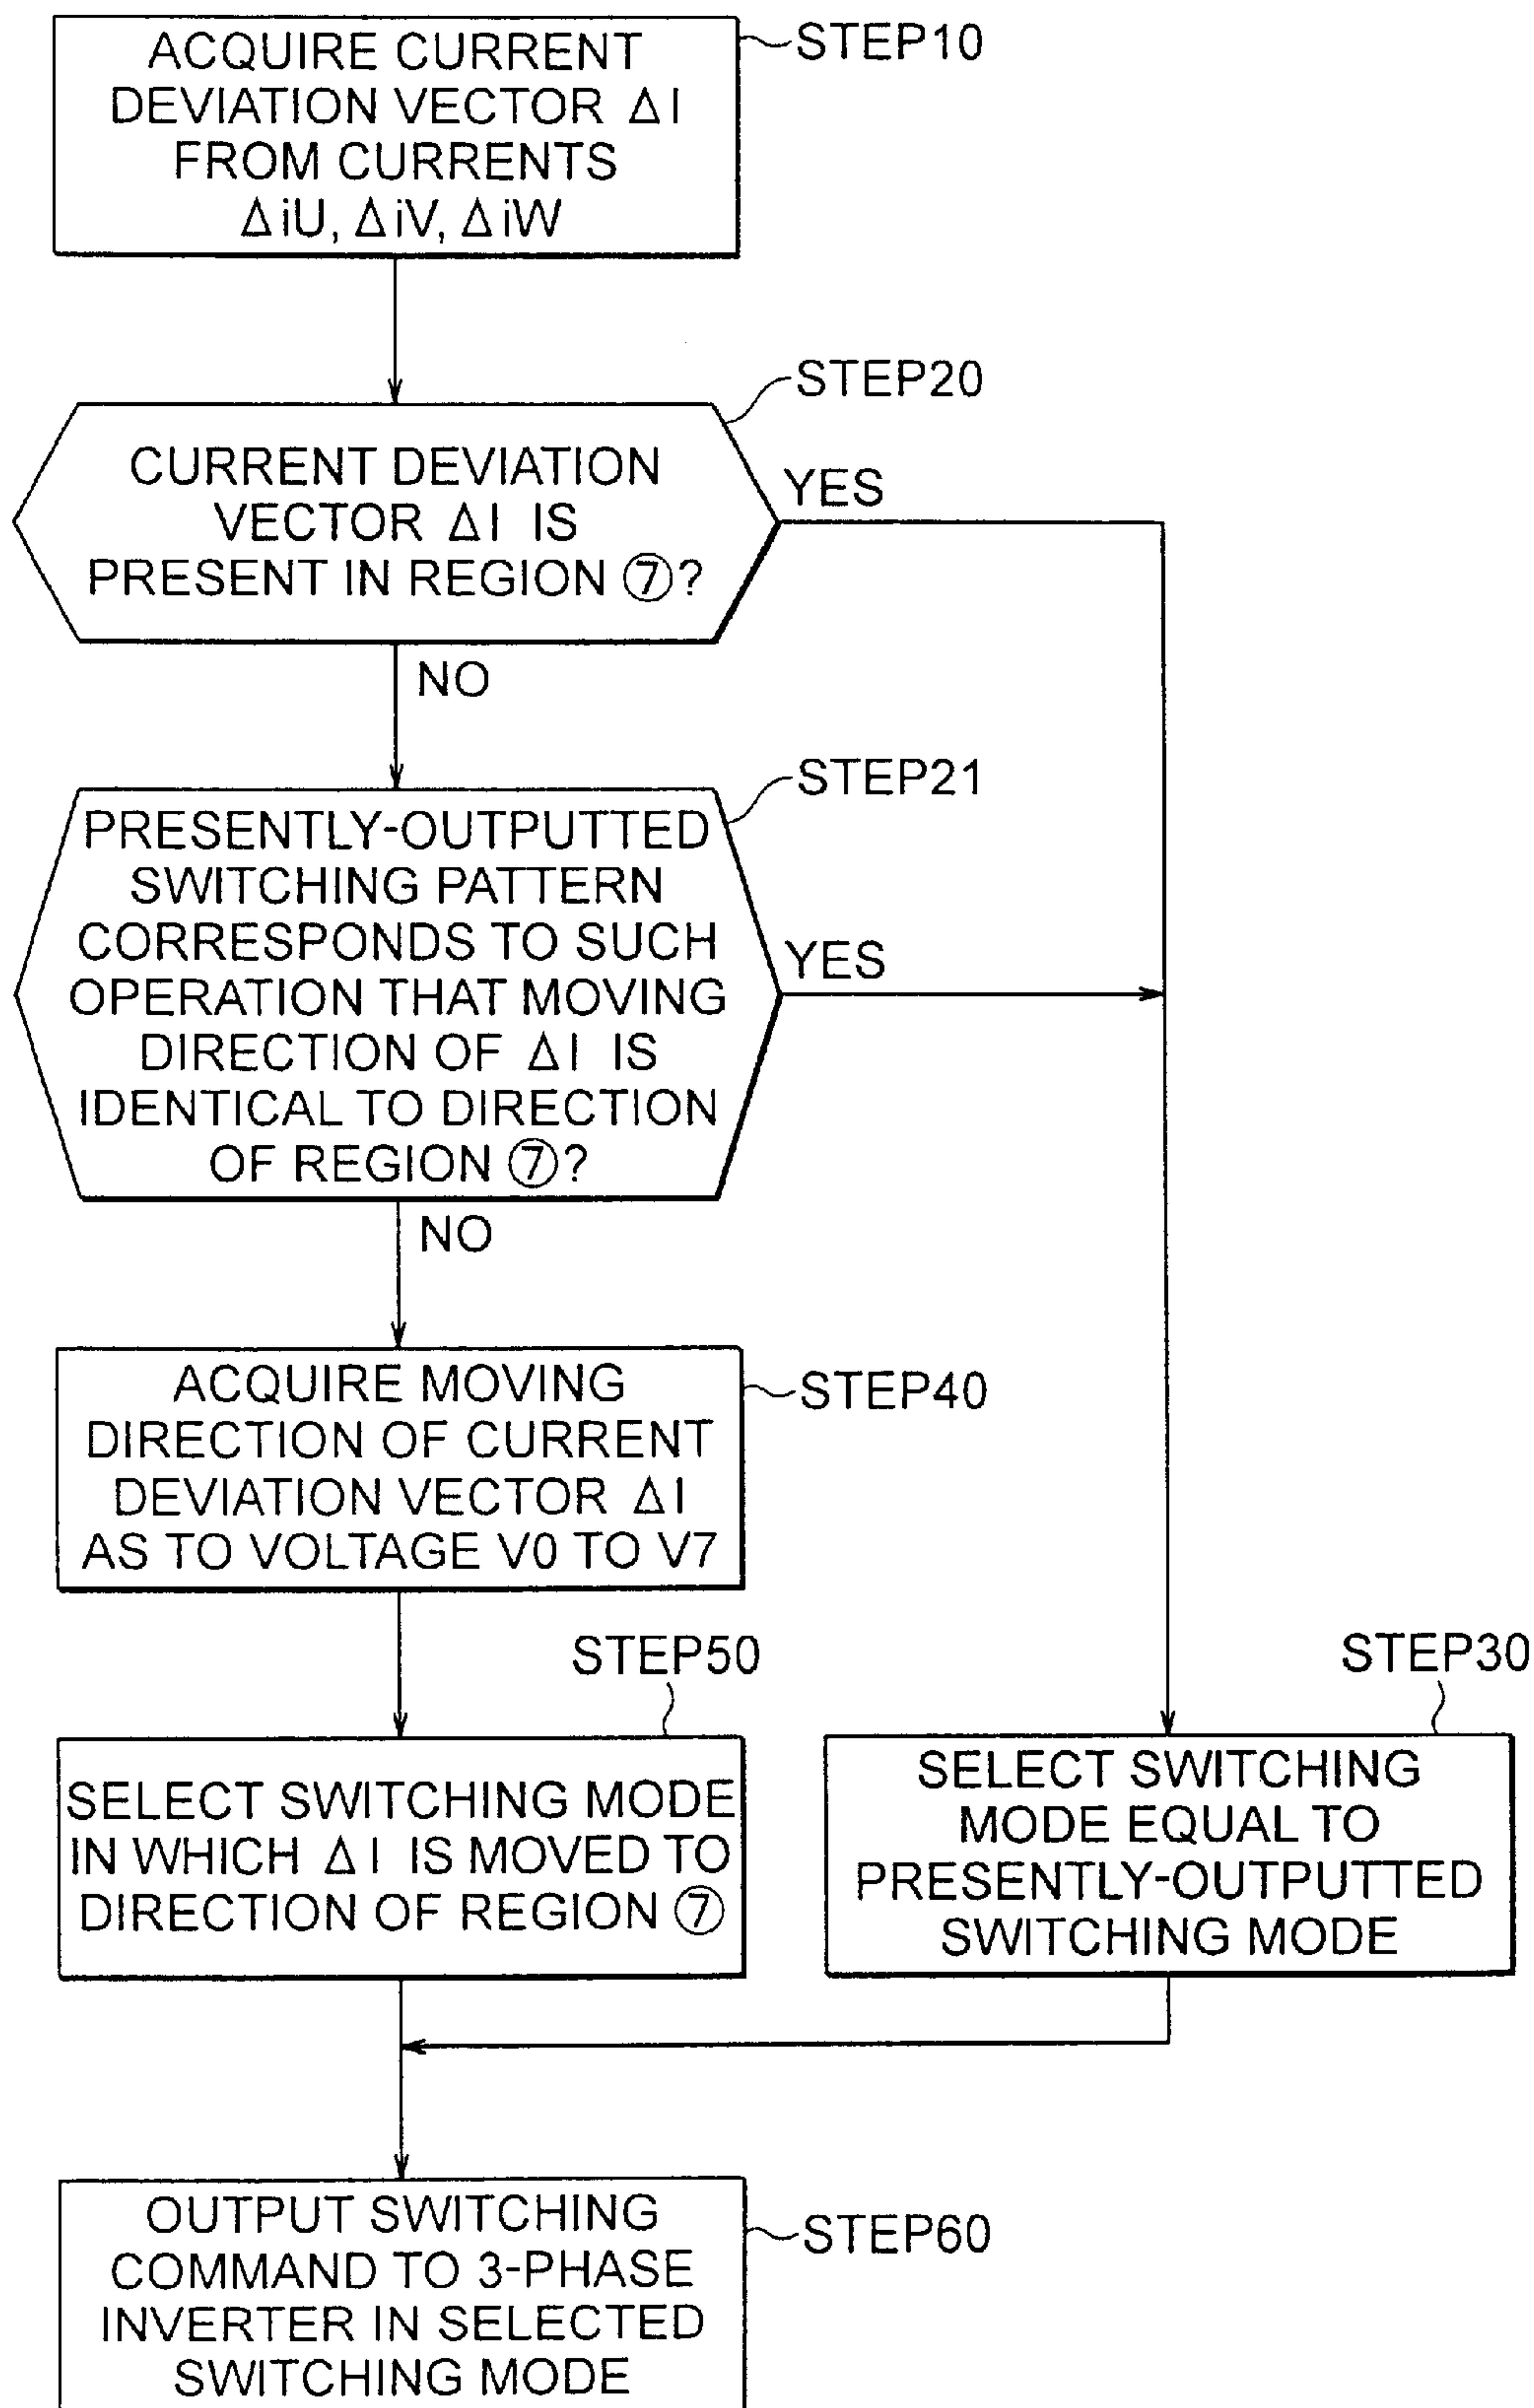 ACQUIRE CURRENT
DEVIATION VECTOR ΔI
FROM CURRENTS
ΔiU, ΔiV, ΔiW
STEP10
STEP20
CURRENT DEVIATION
VECTOR ΔI IS
PRESENT IN REGION ⑦?
YES
NO
STEP21
PRESENTLY-OUTPUTTED
SWITCHING PATTERN
CORRESPONDS TO SUCH
OPERATION THAT MOVING
DIRECTION OF ΔI IS
IDENTICAL TO DIRECTION
OF REGION ⑦?
YES
NO
ACQUIRE MOVING
DIRECTION OF CURRENT
DEVIATION VECTOR ΔI
AS TO VOLTAGE V0 TO V7
STEP40
STEP50
SELECT SWITCHING MODE
IN WHICH ΔI IS MOVED TO
DIRECTION OF REGION ⑦
STEP30
SELECT SWITCHING
MODE EQUAL TO
PRESENTLY-OUTPUTTED
SWITCHING MODE
OUTPUT SWITCHING
COMMAND TO 3-PHASE
INVERTER IN SELECTED
SWITCHING MODE
STEP60